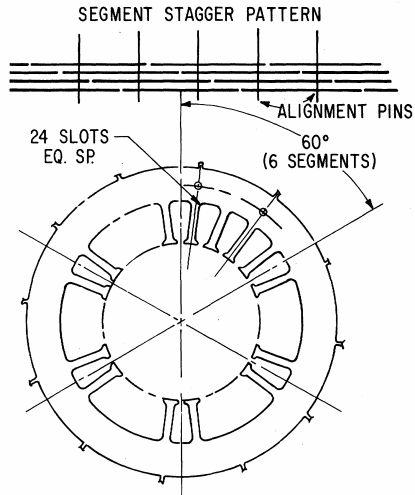 SEGMENT STAGGER PATTERN
ALIGNMENT PINS
24 SLOTS
EQ. SP.
60°
(6 SEGMENTS)